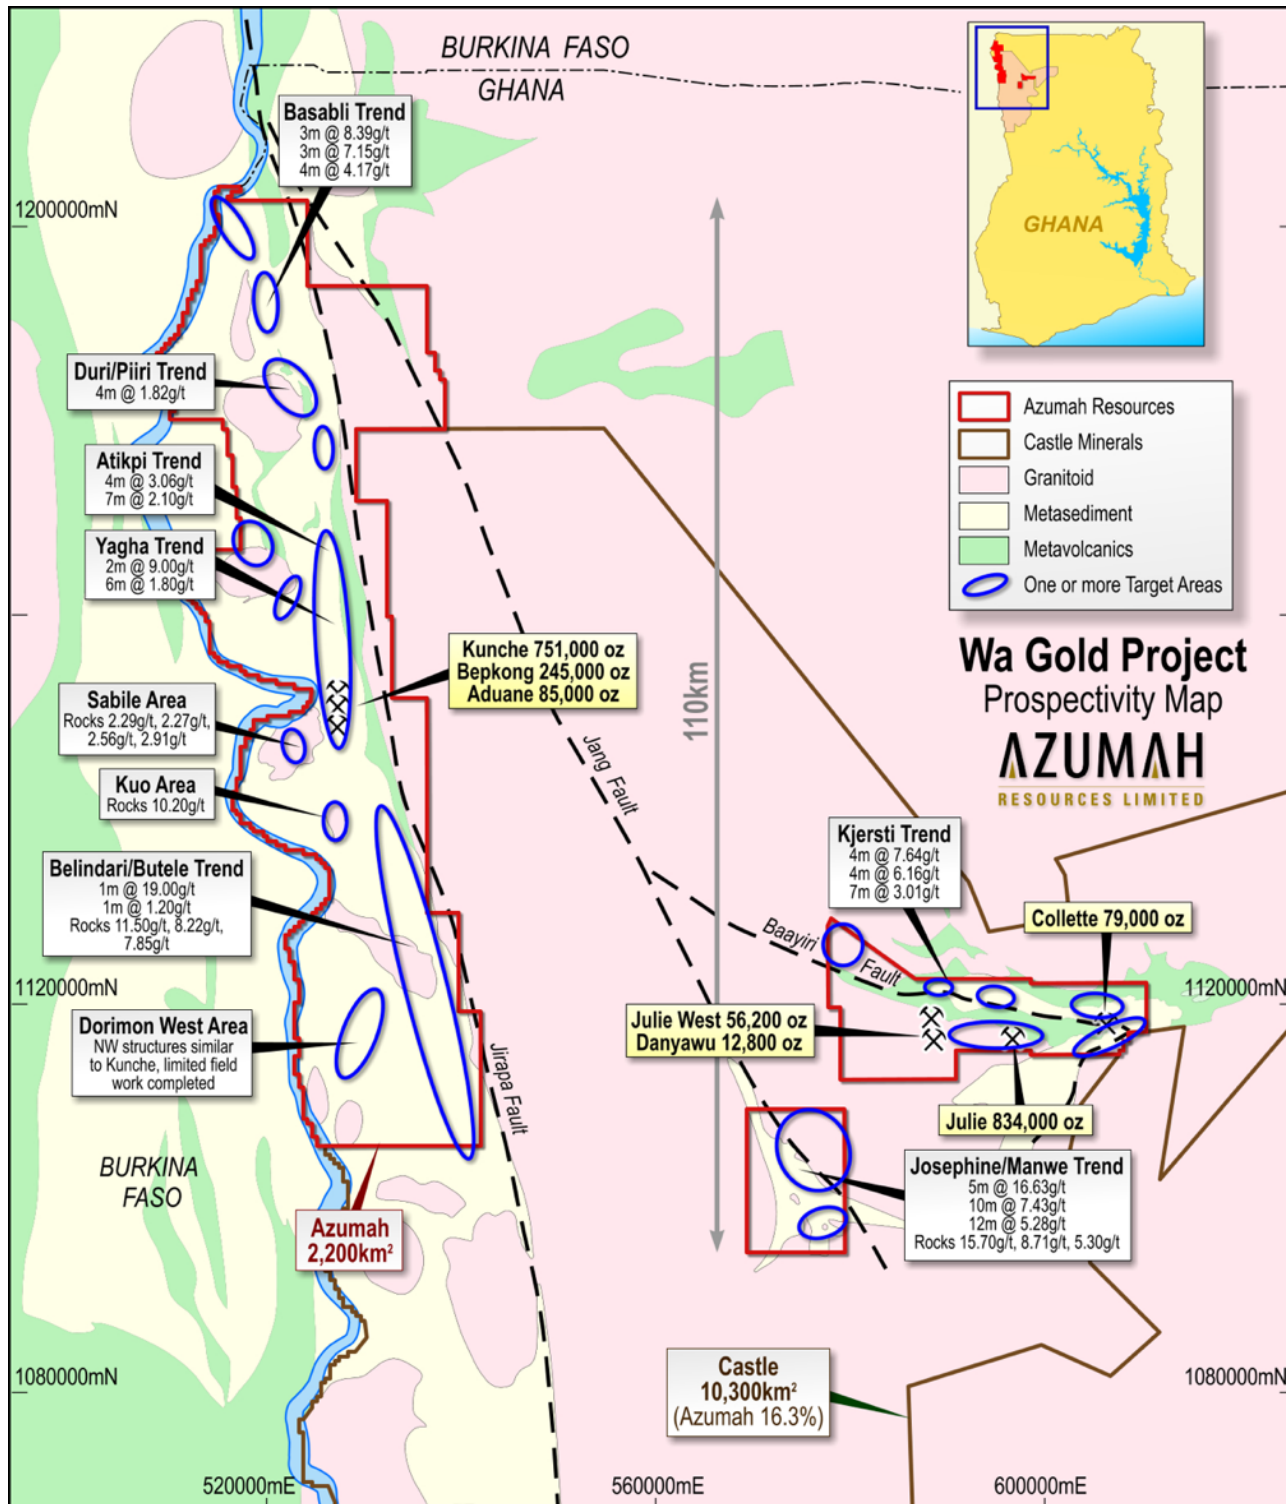 BURKINA FASO
GHANA
Basabli Trend
3m @ 8.39g/t
3m @ 7.15g/t
4m @ 4.17g/t
1200000mN
GHANA
Duri/Piiri Trend
4m @ 1.82g/t
Azumah Resources
Castle Minerals
Granitoid
Metasediment
Metavolcanics
One or more Target Areas
Atikpi Trend
4m @ 3.06g/t
7m @ 2.10g/t
Yagha Trend
2m @ 9.00g/t
6m @ 1.80g/t
Kunche 751,000 oz
Bepkong 245,000 oz
Aduane 85,000 oz
Wa Gold Project
Prospectivity Map
AZUMAH
RESOURCES LIMITED
110km
Sabile Area
Rocks 2.29g/t, 2.27g/t,
2.56g/t, 2.91g/t
Jang Fault
Kuo Area
Rocks 10.20g/t
Kjersti Trend
4m @ 7.64g/t
4m @ 6.16g/t
7m @ 3.01g/t
Belindari/Butele Trend
1m @ 19.00g/t
1m @ 1.20g/t
Rocks 11.50g/t, 8.22g/t,
7.85g/t
Collette 79,000 oz
Baayiri Fault
1120000mN
1120000mN
Dorimon West Area
NW structures similar
to Kunche, limited field
work completed
Julie West 56,200 oz
Danyawu 12,800 oz
Jirapa Fault
Julie 834,000 oz
BURKINA
FASO
Josephine/Manwe Trend
5m @ 16.63g/t
10m @ 7.43g/t
12m @ 5.28g/t
Rocks 15.70g/t, 8.71g/t, 5.30g/t
Azumah
2,200km²
Castle
10,300km²
(Azumah 16.3%)
1080000mN
1080000mN
520000mE
560000mE
600000mE